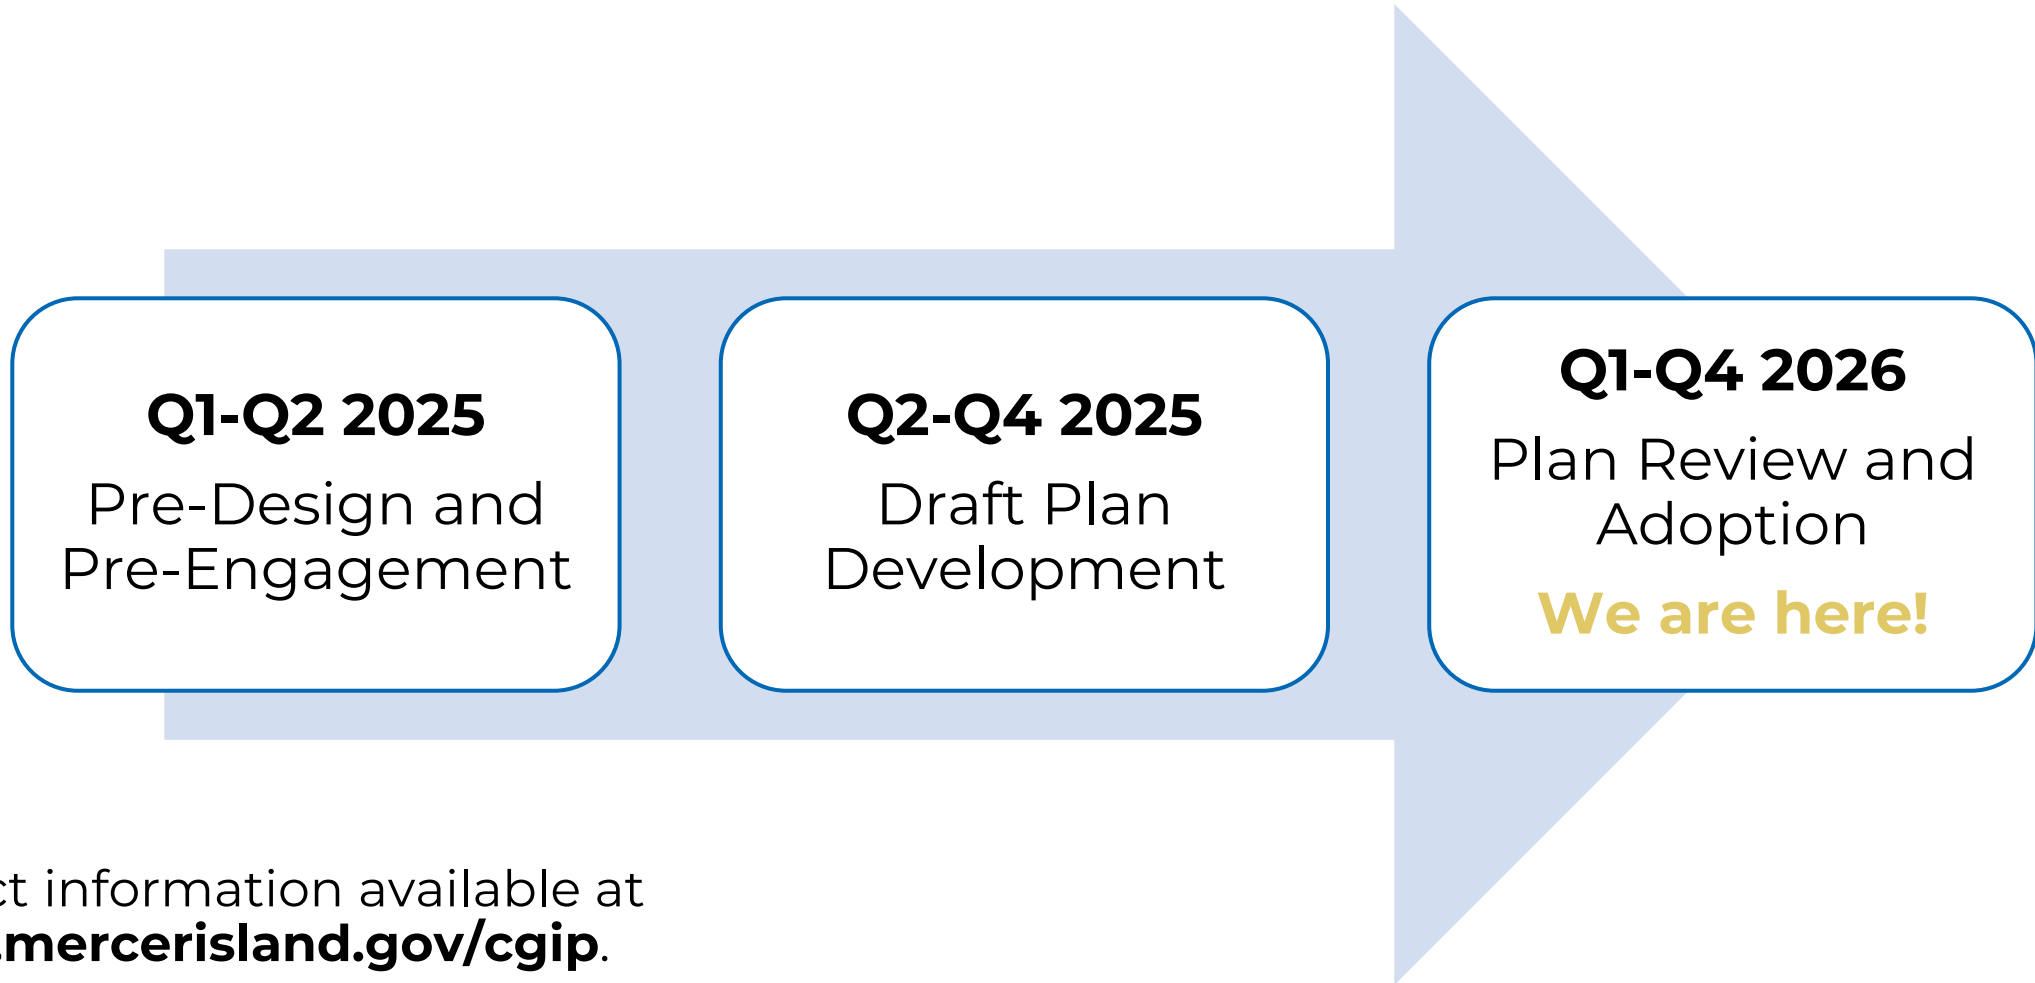 Q1-Q2 2025
Pre-Design and
Pre-Engagement
Q2-Q4 2025
Draft Plan
Development
Q1-Q4 2026
Plan Review and
Adoption
We are here!
ct information available at
.mercerisland.gov/cgip.